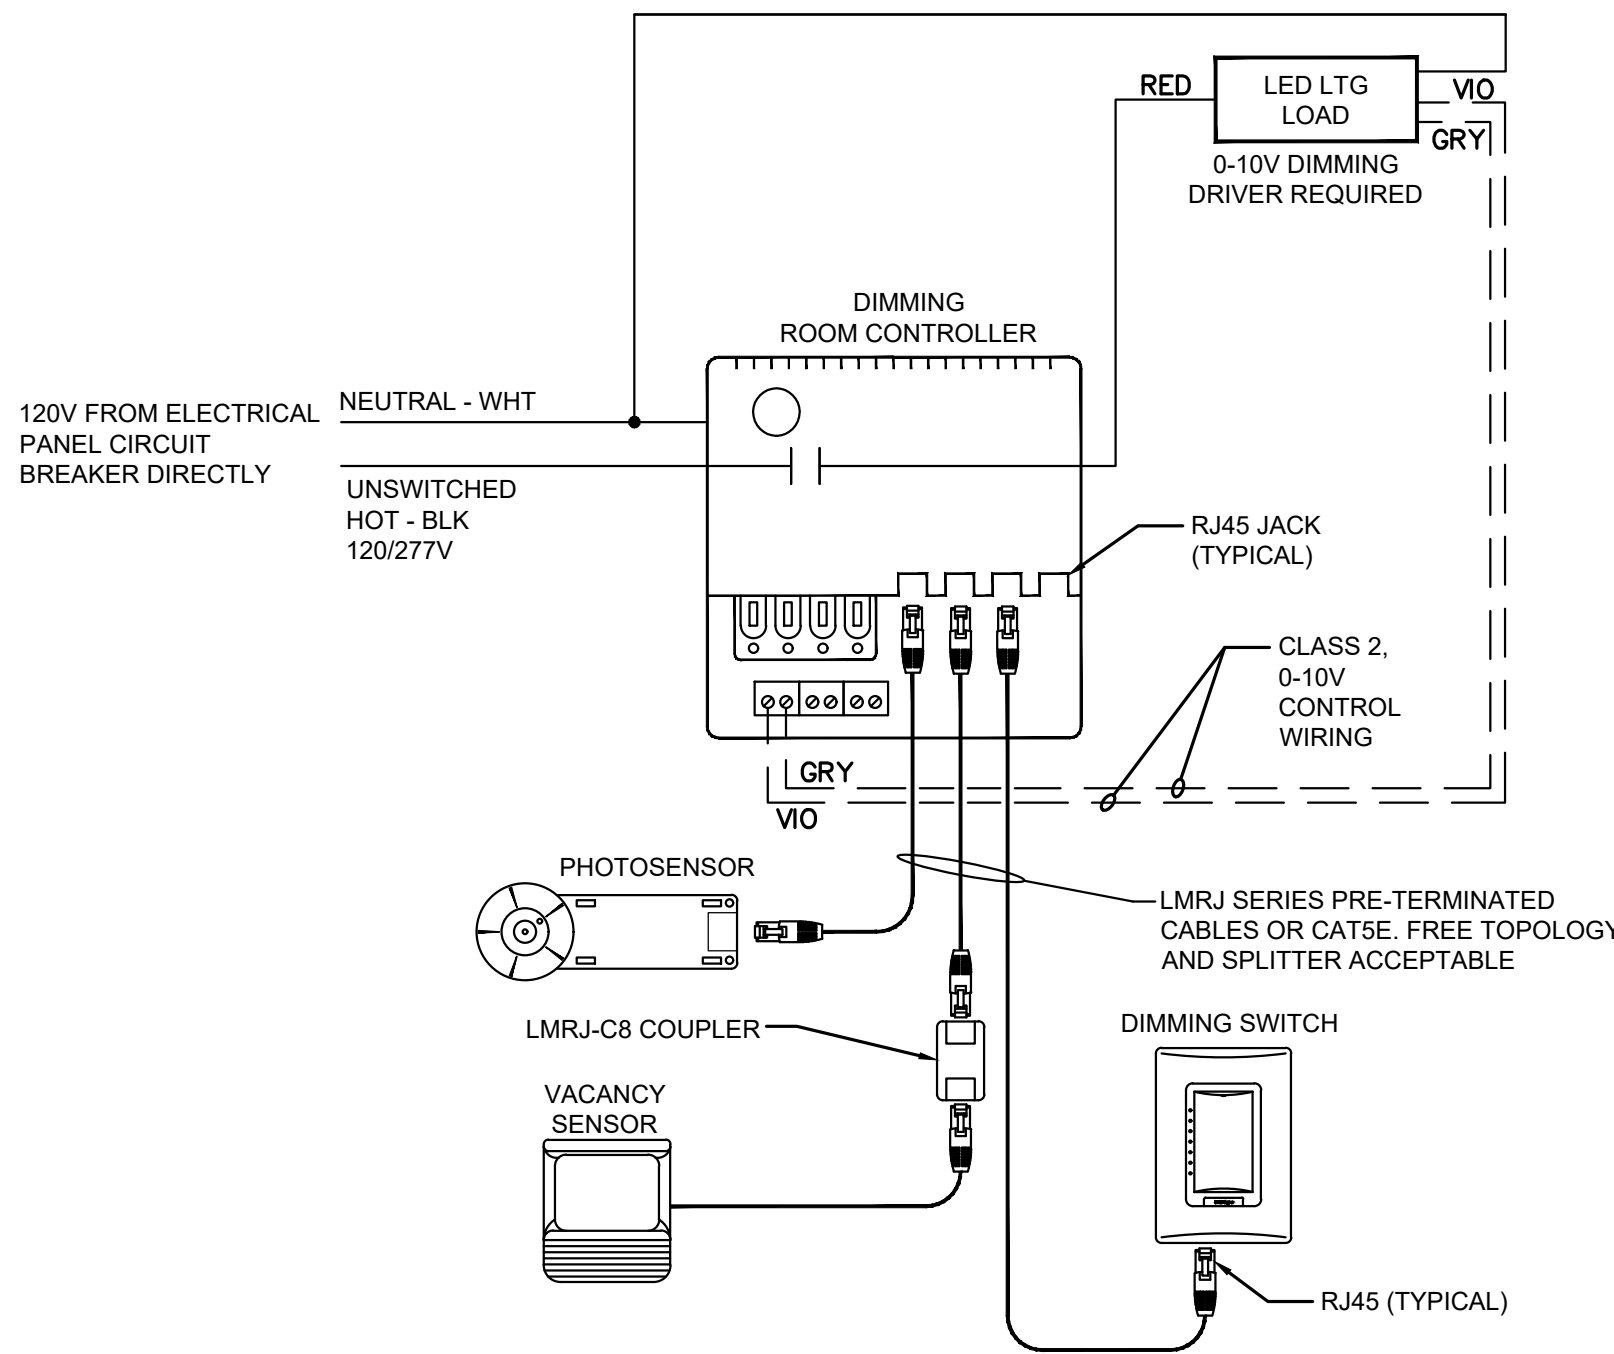 RED
LED LTG
LOAD
VIO
GRY
0-10V DIMMING
DRIVER REQUIRED
DIMMING
ROOM CONTROLLER
120V FROM ELECTRICAL
PANEL CIRCUIT
BREAKER DIRECTLY
NEUTRAL - WHT
UNSWITCHED
HOT - BLK
120/277V
RJ45 JACK
(TYPICAL)
CLASS 2,
0-10V
CONTROL
WIRING
GRY
VIO
PHOTOSENSOR
LMRJ SERIES PRE-TERMINATED
CABLES OR CAT5E. FREE TOPOLOGY
AND SPLITTER ACCEPTABLE
LMRJ-C8 COUPLER
DIMMING SWITCH
VACANCY
SENSOR
RJ45 (TYPICAL)